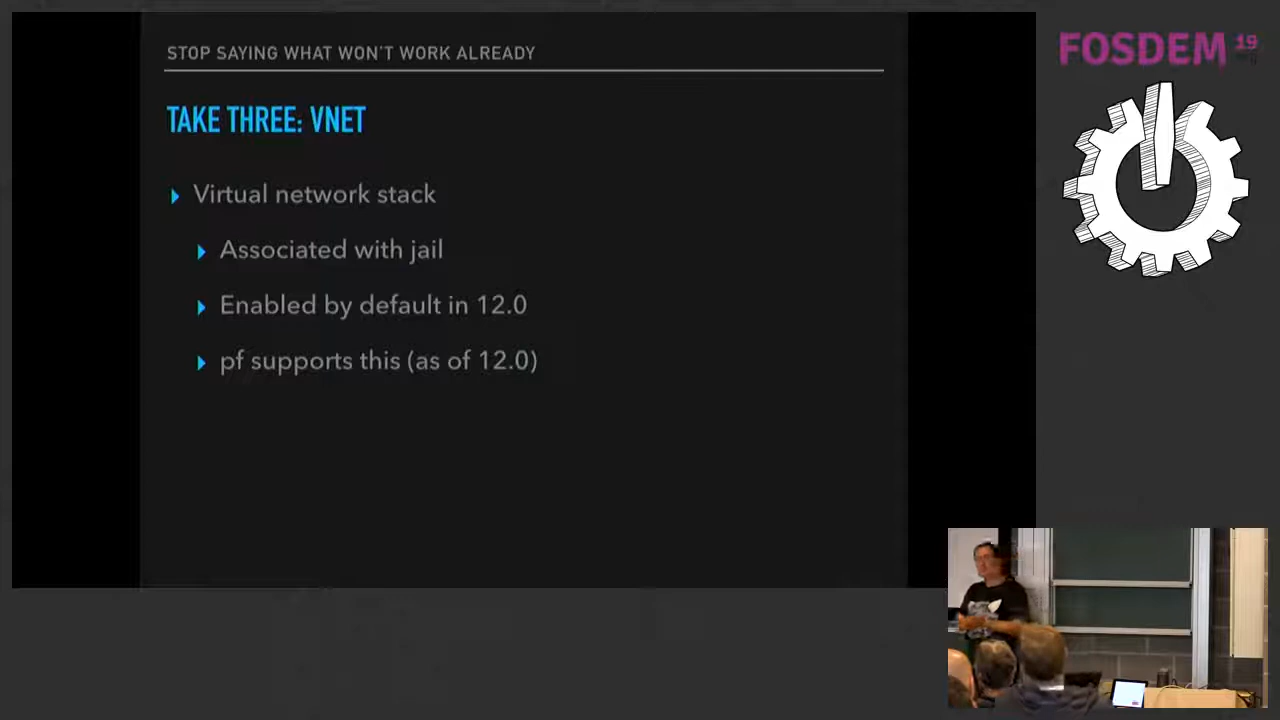 STOP SAYING WHAT WON'T WORK ALREADY
TAKE THREE: VNET
Virtual network stack
Associated with jail
Enabled by default in 12.0
pf supports this (as of 12.0)
FOSDEM 19